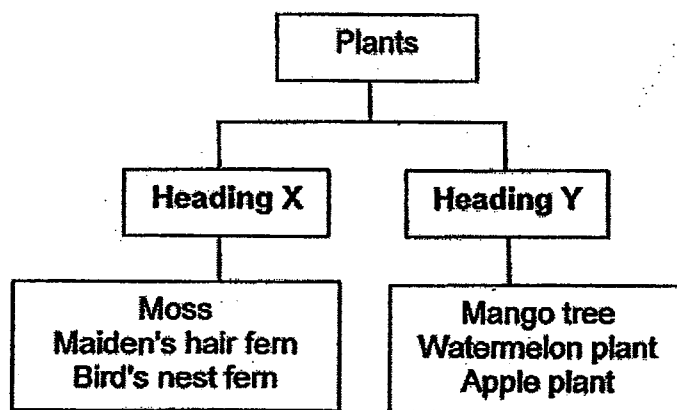 Plants
Heading X
Heading Y
Moss
Maiden's hair fern
Bird's nest fern
Mango tree
Watermelon plant
Apple plant